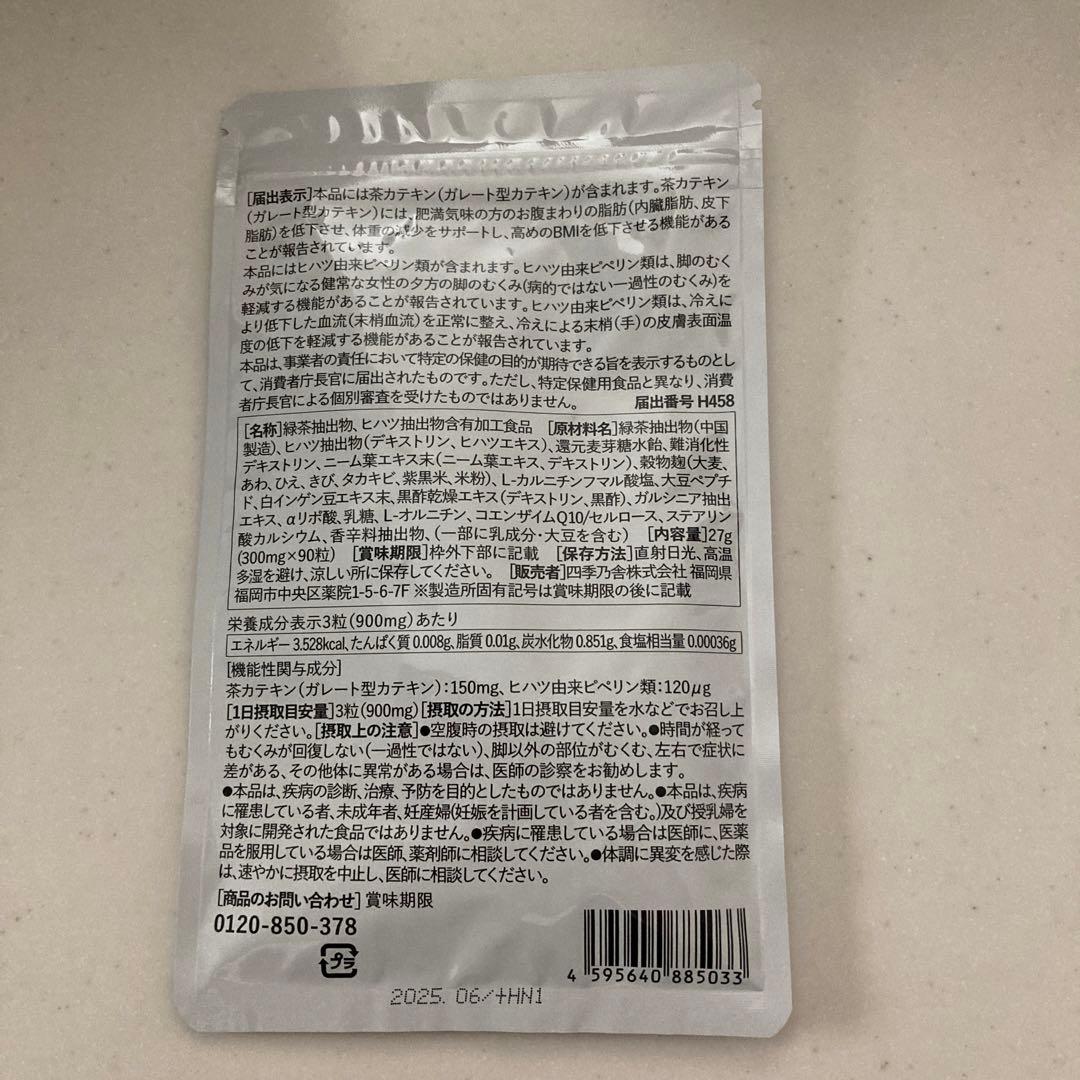 [届出表示]本品には茶カテキン(ガレート型カテキン)が含まれます。茶カテキン
(ガレート型カテキン)には、肥満気味の方のお腹まわりの脂肪(内臓脂肪、皮下
脂肪)を低下させ、体重の減少をサポートし、高めのBMIを低下させる機能がある
ことが報告されています。
本品にはヒハツ由来ピペリン類が含まれます。ヒハツ由来ピペリン類は、脚のむく
みが気になる健常な女性の夕方の脚のむくみ(病的ではない一過性のむくみ)を
軽減する機能があることが報告されています。ヒハツ由来ピペリン類は、冷えに
より低下した血流(末梢血流)を正常に整え、冷えによる末梢(手)の皮膚表面温
度の低下を軽減する機能があることが報告されています。
本品は、事業者の責任において特定の保健の目的が期待できる旨を表示するものとし
て、消費者庁長官に届出されたものです。ただし、特定保健用食品と異なり、消費
者庁長官による個別審査を受けたものではありません。 届出番号 H458
[名称]緑茶抽出物、ヒハツ抽出物含有加工食品 [原材料名]緑茶抽出物(中国
製造)、ヒハツ抽出物(デキストリン、ヒハツエキス)、還元麦芽糖水飴、難消化性
デキストリン、ニーム葉エキス末(ニーム葉エキス、デキストリン)、穀物麹(大麦、
あわ、ひえ、きび、タカキビ、紫黒米、米粉)、L-カルニチンフマル酸塩、大豆ペプチ
ド、白インゲン豆エキス末、黒酢乾燥エキス(デキストリン、黒酢)、ガルシニア抽出
エキス、αリポ酸、乳糖、L-オルニチン、コエンザイムQ10/セルロース、ステアリン
酸カルシウム、香辛料抽出物、(一部に乳成分・大豆を含む) [内容量]27g
(300mg×90粒) [賞味期限]枠外下部に記載 [保存方法]直射日光、高温
多湿を避け、涼しい所に保存してください。 [販売者]四季乃舎株式会社 福岡県
福岡市中央区薬院1-5-6-7F ※製造所固有記号は賞味期限の後に記載
栄養成分表示3粒(900mg)あたり
エネルギー 3.528kcal、たんぱく質 0.008g、脂質 0.01g、炭水化物 0.851g、食塩相当量 0.00036g
[機能性関与成分]
茶カテキン(ガレート型カテキン):150mg、ヒハツ由来ピペリン類:120μg
[1日摂取目安量]3粒(900mg)[摂取の方法]1日摂取目安量を水などでお召し上
がりください。[摂取上の注意]●空腹時の摂取は避けてください。●時間が経って
もむくみが回復しない(一過性ではない)、脚以外の部位がむくむ、左右で症状に
差がある、その他体に異常がある場合は、医師の診察をお勧めします。
●本品は、疾病の診断、治療、予防を目的としたものではありません。●本品は、疾病
に罹患している者、未成年者、妊産婦(妊娠を計画している者を含む。)及び授乳婦を
対象に開発された食品ではありません。●疾病に罹患している場合は医師に、医薬
品を服用している場合は医師、薬剤師に相談してください。●体調に異変を感じた際
は、速やかに摂取を中止し、医師に相談してください。
[商品のお問い合わせ] 賞味期限
0120-850-378
プラ
4 595640 885033
2025. 06/+HN1